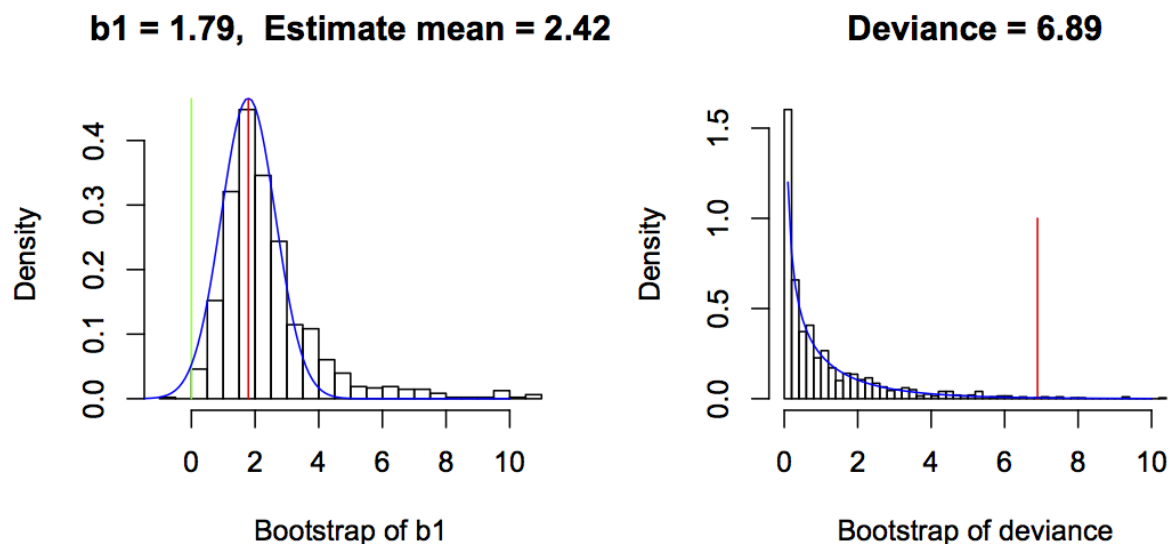 b1 = 1.79,  Estimate mean = 2.42
Density
0.0 0.1 0.2 0.3 0.4
0 2 4 6 8 10
Bootstrap of b1
Deviance = 6.89
Density
0.0 0.5 1.0 1.5
0 2 4 6 8 10
Bootstrap of deviance